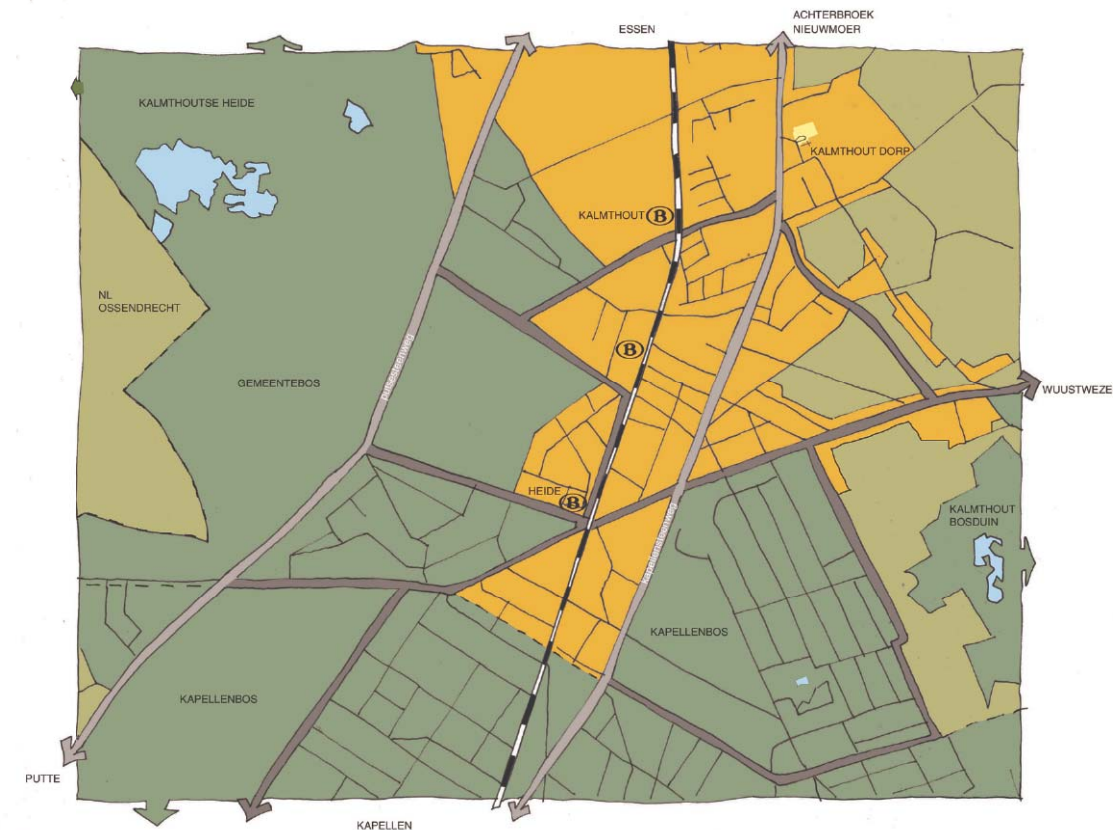 ESSEN
ACHTERBROEK
NIEUWMOER
KALMTHOUTSE HEIDE
KALMTHOUT DORP
KALMTHOUT B
NL
OSSENDRECHT
B
GEMEENTEBOS
WUUSTWEZE
HEIDE
B
KALMTHOUT
BOSDUIN
kapellensteenweg
KAPELLENBOS
KAPELLENBOS
PUTTE
KAPELLEN